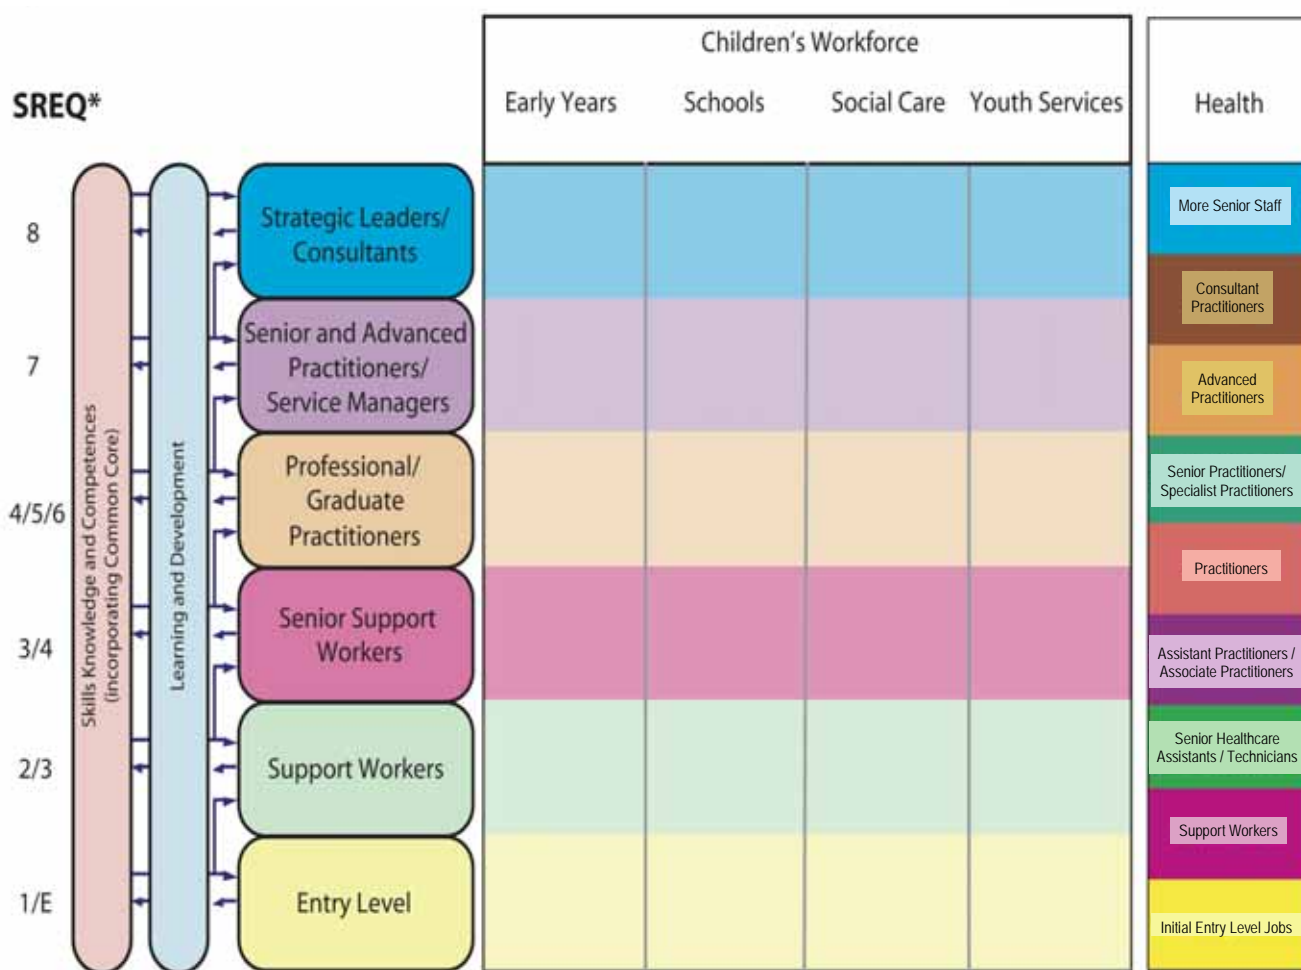 Children's Workforce
SREQ*
Early Years
Schools
Social Care
Youth Services
Health
Skills Knowledge and Competences
(incorporating Common Core)
Learning and Development
8
Strategic Leaders/
Consultants
7
Senior and Advanced
Practitioners/
Service Managers
4/5/6
Professional/
Graduate
Practitioners
3/4
Senior Support
Workers
2/3
Support Workers
1/E
Entry Level
More Senior Staff
Consultant
Practitioners
Advanced
Practitioners
Senior Practitioners/
Specialist Practitioners
Practitioners
Assistant Practitioners /
Associate Practitioners
Senior Healthcare
Assistants / Technicians
Support Workers
Initial Entry Level Jobs